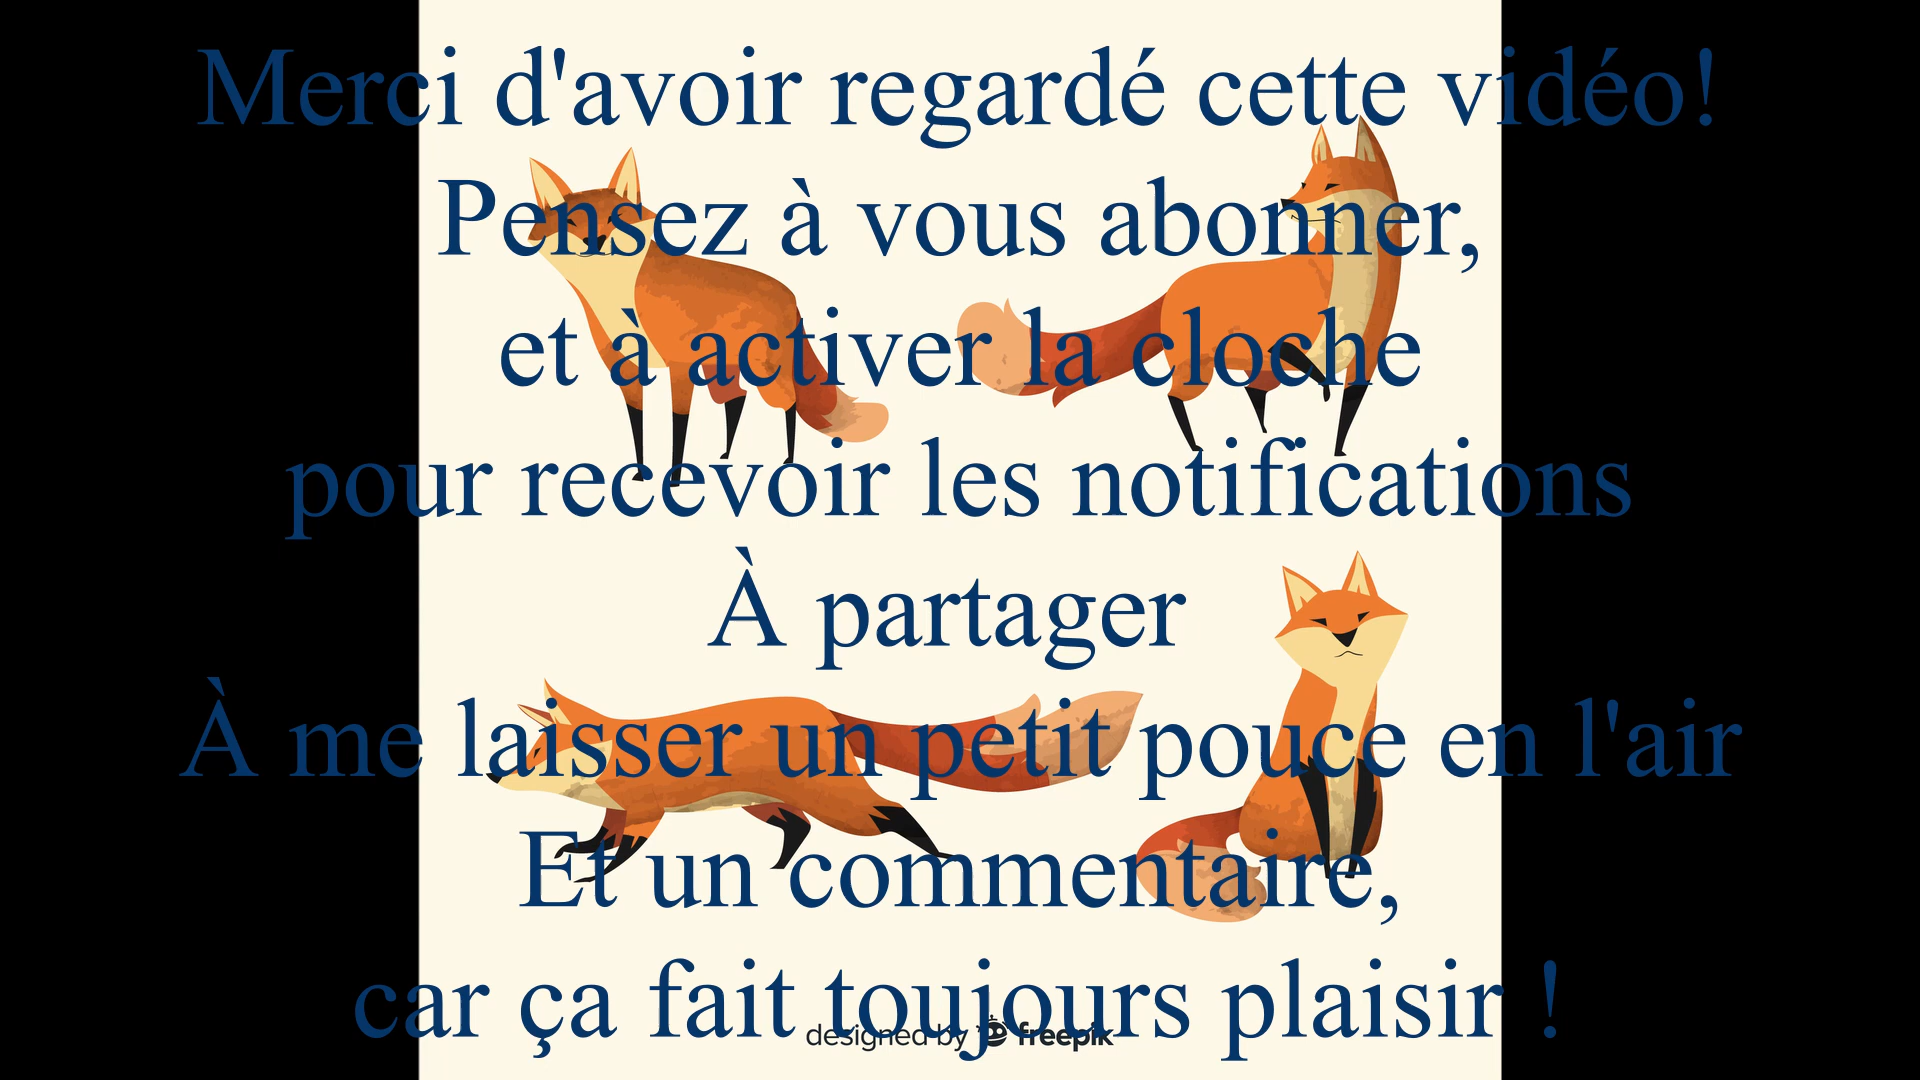 Merci d'avoir regardé cette vidéo!
Pensez à vous abonner,
et à activer la cloche
pour recevoir les notifications
À partager
À me laisser un petit pouce en l'air
Et un commentaire,
car ça fait toujours plaisir !
designed by freepik